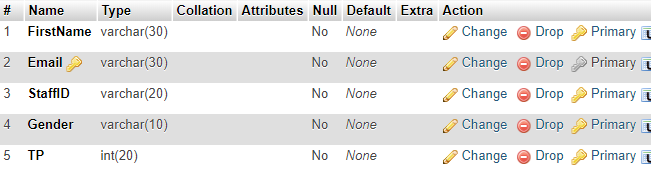 # Name Type Collation Attributes Null Default Extra Action
1 FirstName varchar(30) No None Change Drop Primary
2 Email varchar(30) No None Change Drop Primary
3 StaffID varchar(20) No None Change Drop Primary
4 Gender varchar(10) No None Change Drop Primary
5 TP int(20) No None Change Drop Primary